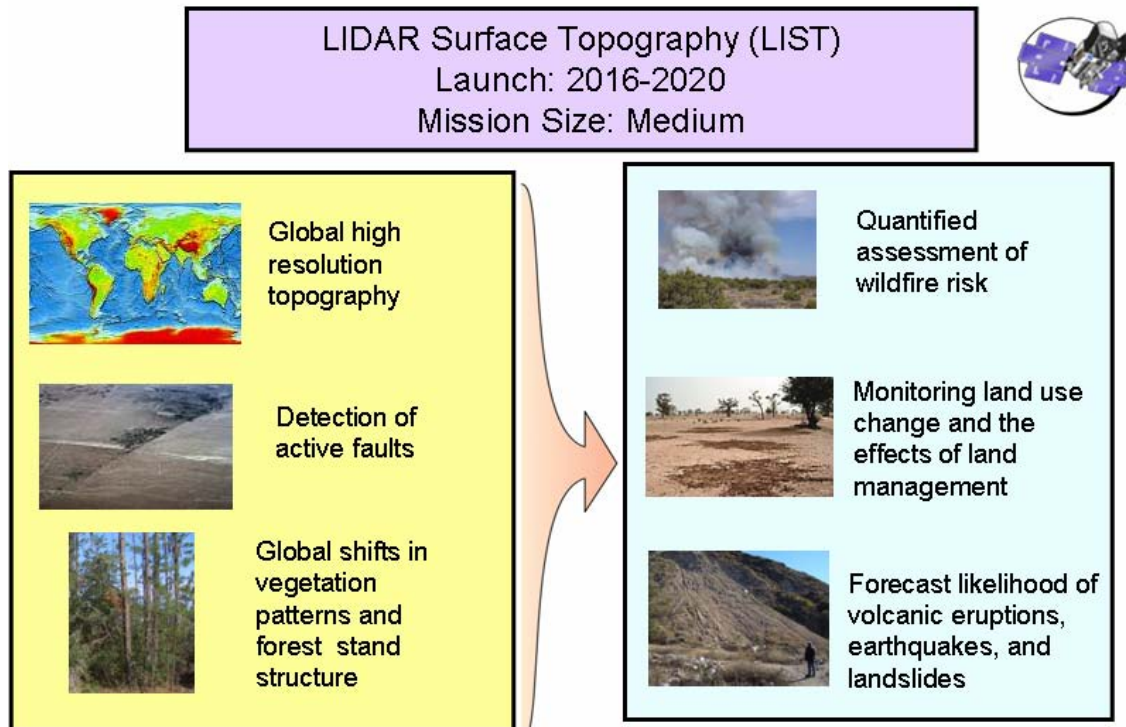 LIDAR Surface Topography (LIST)
Launch: 2016-2020
Mission Size: Medium
Global high
resolution
topography
Detection of
active faults
Global shifts in
vegetation
patterns and
forest stand
structure
Quantified
assessment of
wildfire risk
Monitoring land use
change and the
effects of land
management
Forecast likelihood of
volcanic eruptions,
earthquakes, and
landslides